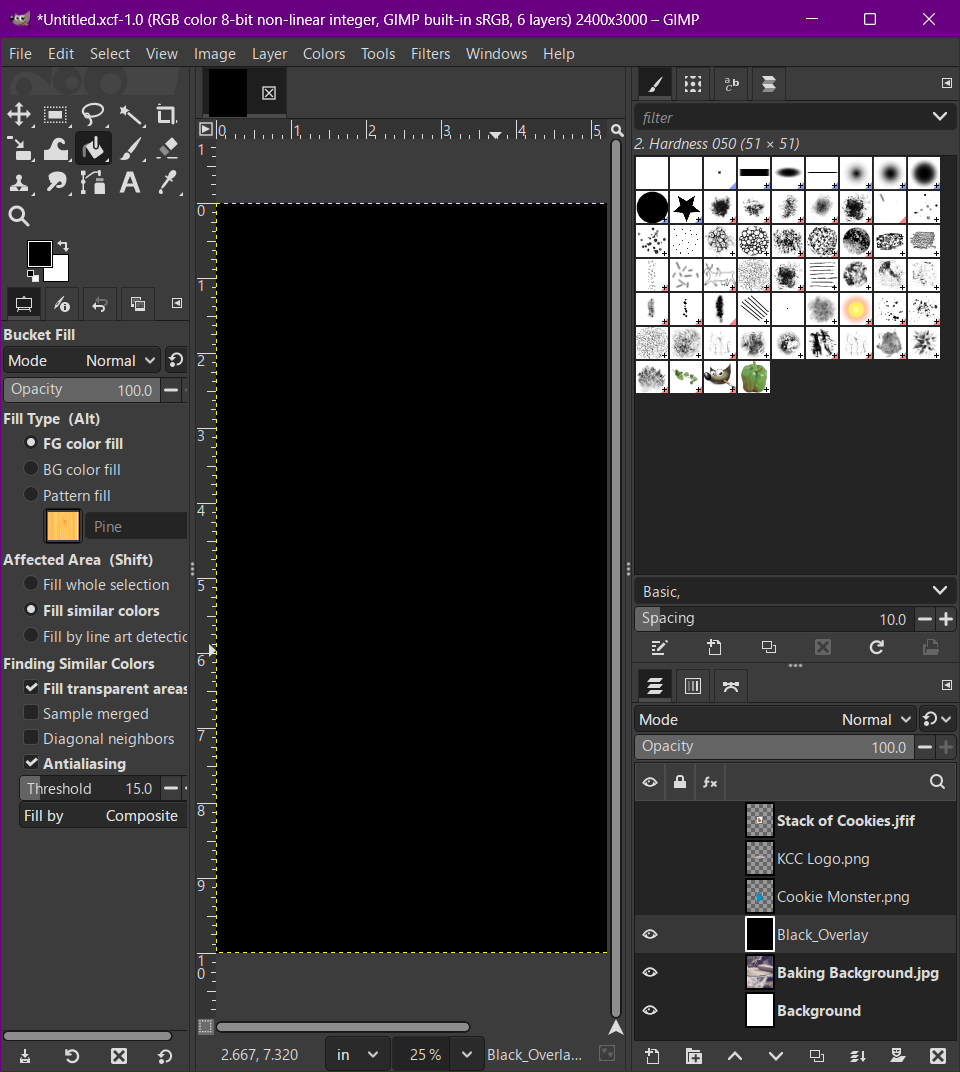 *Untitled.xcf-1.0 (RGB color 8-bit non-linear integer, GIMP built-in sRGB, 6 layers) 2400x3000 – GIMP
File Edit Select View Image Layer Colors Tools Filters Windows Help
0 1 2 3 4 5
1
0
1
2
3
4
5
6
7
8
9
1
0
Bucket Fill
Mode Normal
Opacity 100.0
Fill Type (Alt)
FG color fill
BG color fill
Pattern fill
Pine
Affected Area (Shift)
Fill whole selection
Fill similar colors
Fill by line art detectio
Finding Similar Colors
Fill transparent areas
Sample merged
Diagonal neighbors
Antialiasing
Threshold 15.0
Fill by Composite
2.667, 7.320 in 25 % Black_Overla...
filter
2. Hardness 050 (51 × 51)
Basic,
Spacing 10.0
Mode Normal
Opacity 100.0
fx
Stack of Cookies.jfif
KCC Logo.png
Cookie Monster.png
Black_Overlay
Baking Background.jpg
Background